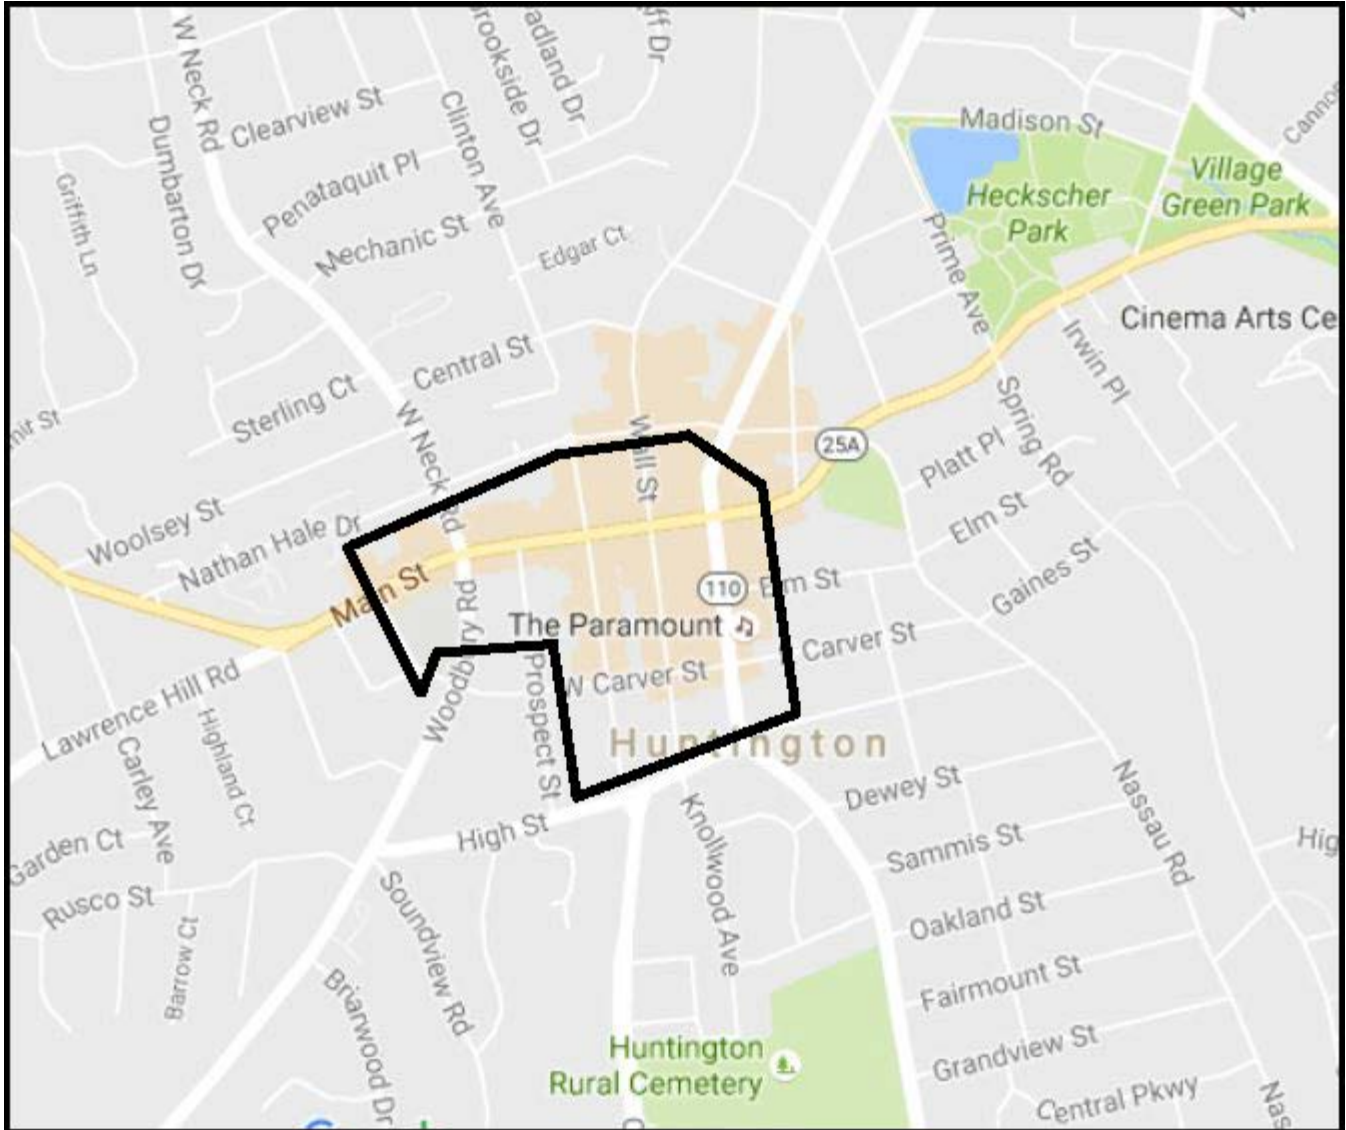 W Neck Rd
Clearview St
Clinton Ave
Madison St
Village
Green Park
Heckscher
Park
Dumbarton Dr
Griffith Ln
Penataquit Pl
Mechanic St
Edgar Ct
Prime Ave
Cinema Arts Ce
Irwin Pl
Central St
Sterling Ct
W Neck Rd
Wall St
25A
Spring Rd
Platt Pl
Woolsey St
Nathan Hale Dr
Elm St
Gaines St
Main St
110
Elm St
The Paramount
Carver St
W Carver St
Woodbury Rd
Prospect St
Lawrence Hill Rd
Highland Ct
Carley Ave
Huntington
Dewey St
Nassau Rd
High St
Knollwood Ave
Sammis St
Hig
Garden Ct
Rusco St
Barrow Ct
Soundview Rd
Oakland St
Fairmount St
Briarwood Dr
Huntington
Rural Cemetery
Grandview St
Central Pkwy
Nas